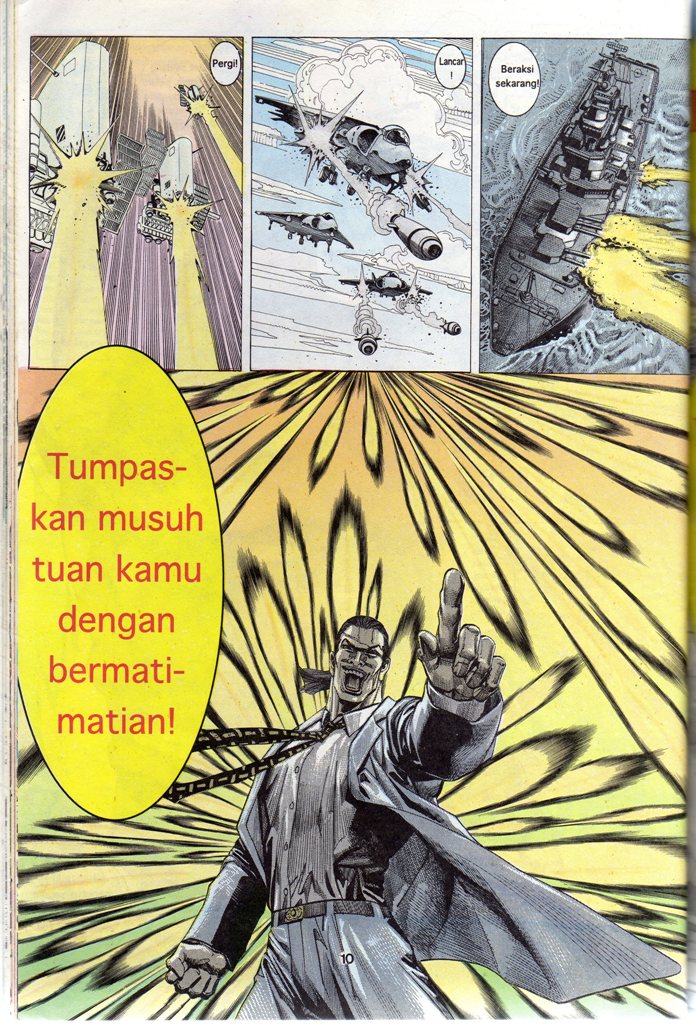 Pergi!
Lancar
!
Beraksi
sekarang!
Tumpas-
kan musuh
tuan kamu
dengan
bermati-
matian!
10